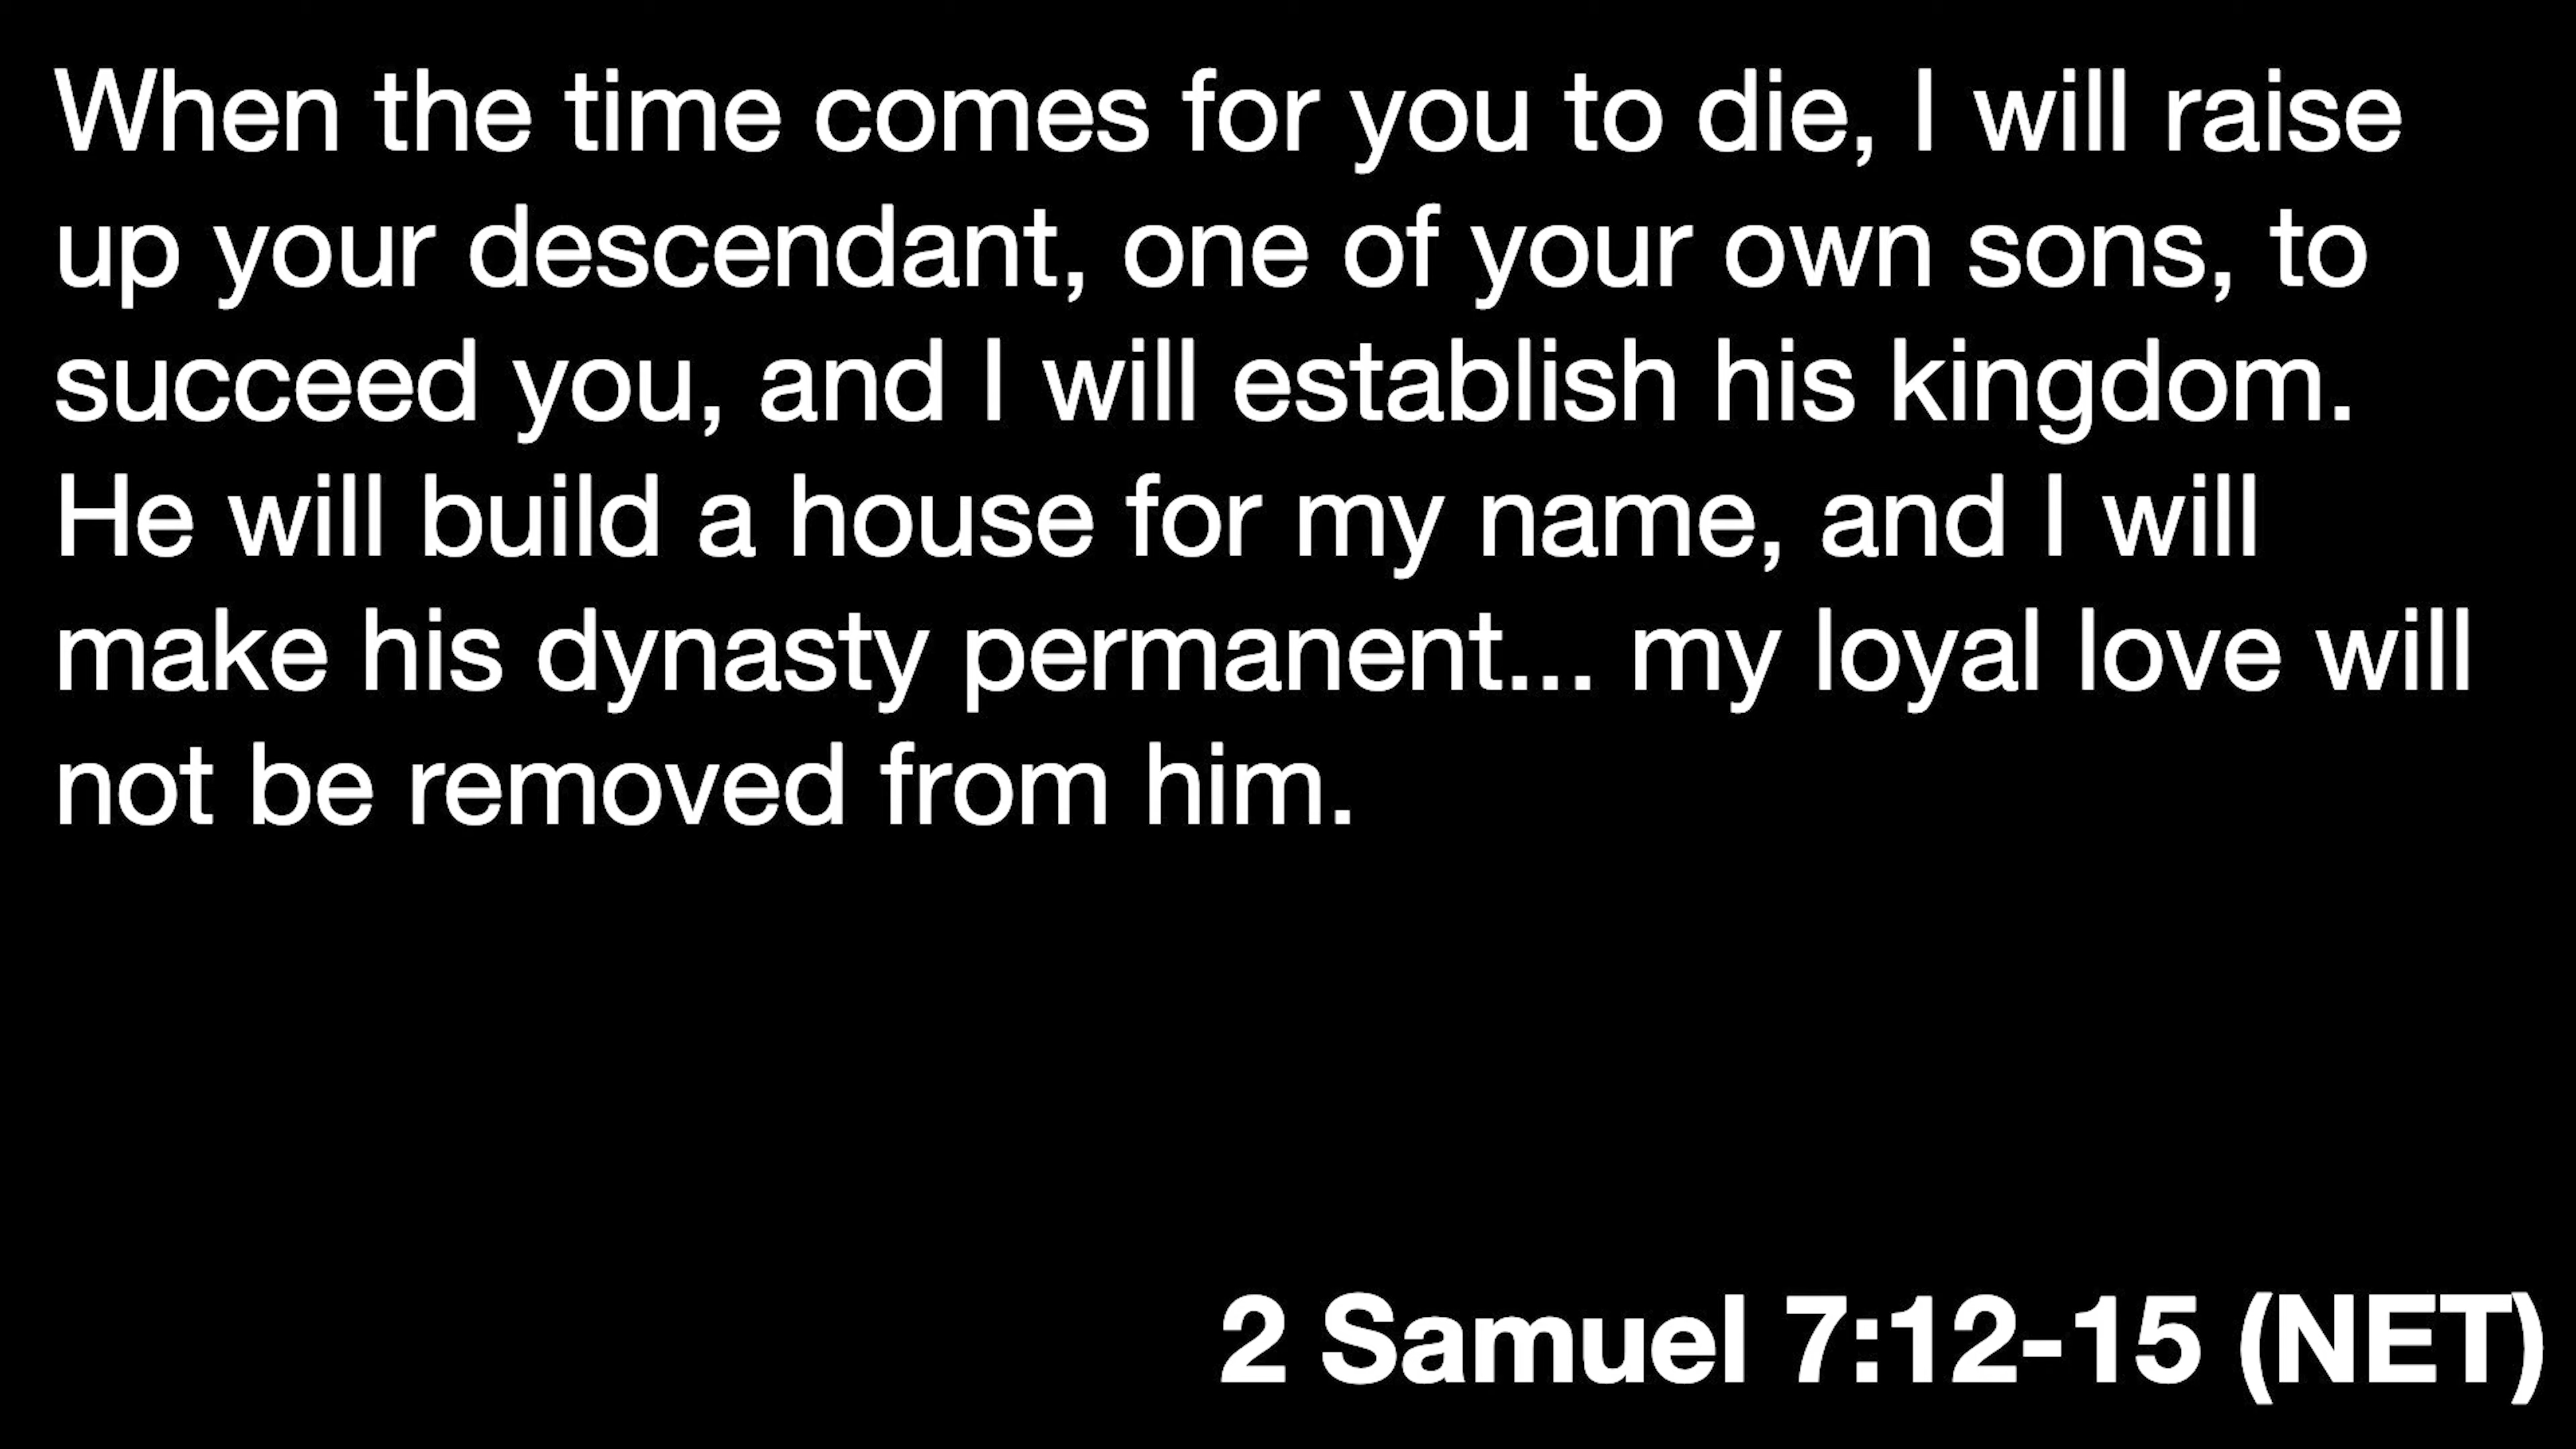 When the time comes for you to die, I will raise
up your descendant, one of your own sons, to
succeed you, and I will establish his kingdom.
He will build a house for my name, and I will
make his dynasty permanent... my loyal love will
not be removed from him.
2 Samuel 7:12-15 (NET)